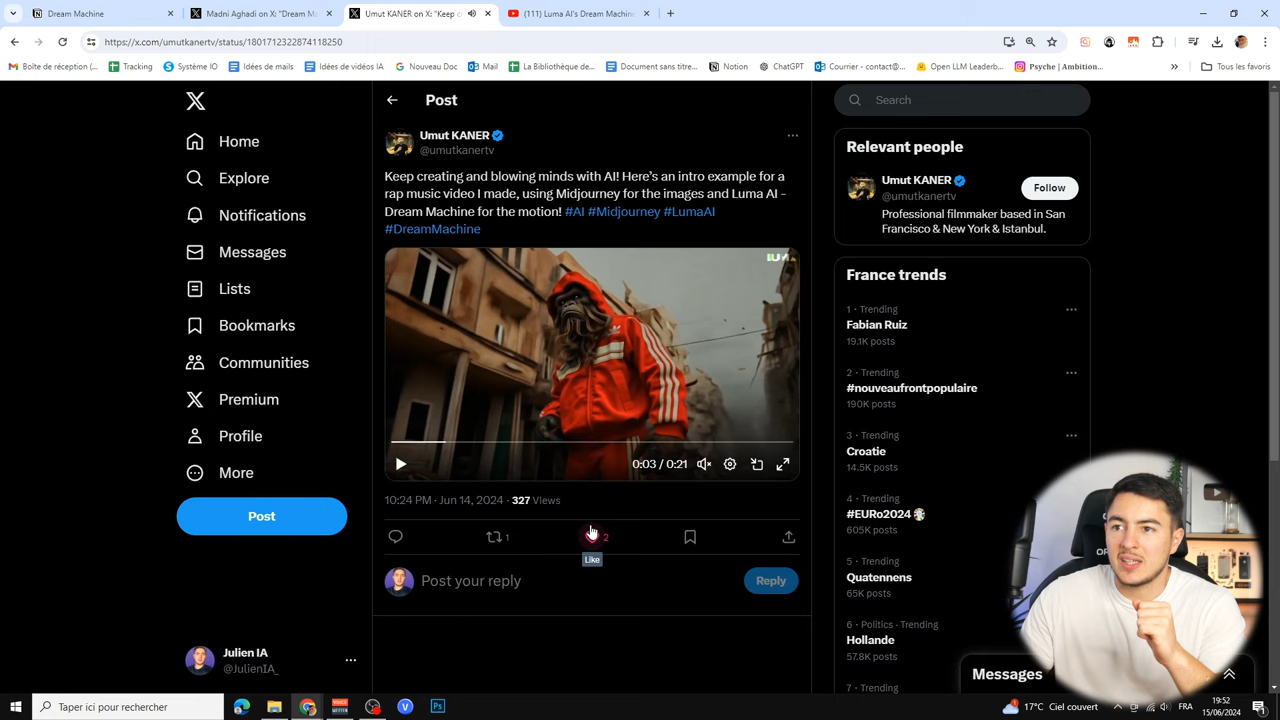 Dream Machine
Madni Aghadi on X: "Dream M
Umut KANER on X: "Keep c
(111) Luma AI's Dream Machine
https://x.com/umutkanertv/status/1801712322874118250
Boîte de réception (...
Tracking
Système IO
Idées de mails
Idées de vidéos IA
Nouveau Doc
Mail
La Bibliothèque de...
Document sans titre...
Notion
ChatGPT
Courrier - contact@...
Open LLM Leaderb...
Psyche | Ambition...
»
Tous les favoris
Home
Explore
Notifications
Messages
Lists
Bookmarks
Communities
Premium
Profile
More
Post
Julien IA
@JulienIA_
Post
Umut KANER
@umutkanertv
Keep creating and blowing minds with AI! Here's an intro example for a
rap music video I made, using Midjourney for the images and Luma AI -
Dream Machine for the motion! #AI #Midjourney #LumaAI
#DreamMachine
0:03 / 0:21
10:24 PM · Jun 14, 2024 · 327 Views
1
2
Like
Post your reply
Reply
Search
Relevant people
Umut KANER
@umutkanertv
Follow
Professional filmmaker based in San
Francisco & New York & Istanbul.
France trends
1 · Trending
Fabian Ruiz
19.1K posts
2 · Trending
#nouveaufrontpopulaire
190K posts
3 · Trending
Croatie
14.5K posts
4 · Trending
#EURo2024
605K posts
5 · Trending
Quatennens
65K posts
6 · Politics · Trending
Hollande
57.8K posts
7 · Trending
Messages
Taper ici pour rechercher
17°C Ciel couvert
FRA
19:52
15/06/2024